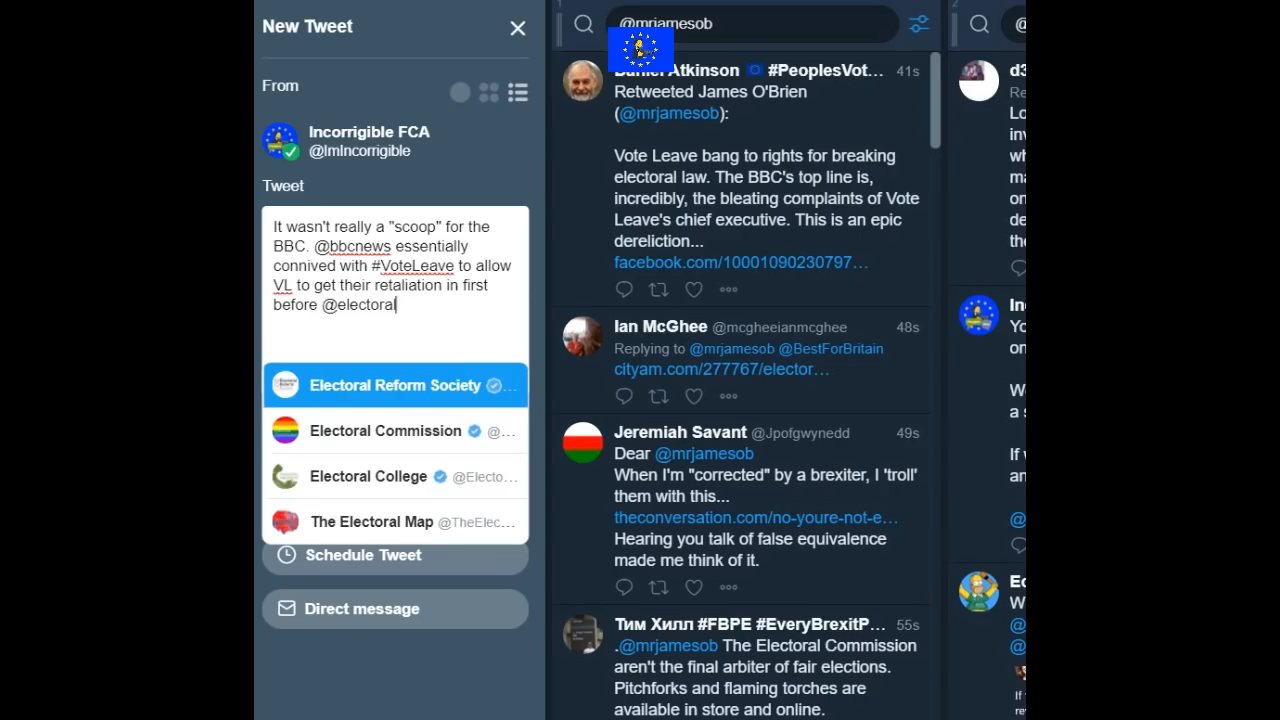 New Tweet
From
Incorrigible FCA
@ImIncorrigible
Tweet
It wasn't really a "scoop" for the
BBC. @bbcnews essentially
connived with #VoteLeave to allow
VL to get their retaliation in first
before @electoral
Electoral Reform Society …
Electoral Commission @…
Electoral College @Electo…
The Electoral Map @TheElec…
Schedule Tweet
Direct message
1
@mrjamesob
Daniel Atkinson #PeoplesVot… 41s
Retweeted James O'Brien
(@mrjamesob):
Vote Leave bang to rights for breaking
electoral law. The BBC's top line is,
incredibly, the bleating complaints of Vote
Leave's chief executive. This is an epic
dereliction...
facebook.com/10001090230797…
Ian McGhee @mcgheeianmcghee 48s
Replying to @mrjamesob @BestForBritain
cityam.com/277767/elector…
Jeremiah Savant @Jpofgwynedd 49s
Dear @mrjamesob
When I'm "corrected" by a brexiter, I 'troll'
them with this...
theconversation.com/no-youre-not-e…
Hearing you talk of false equivalence
made me think of it.
Тим Хилл #FBPE #EveryBrexitP… 55s
.@mrjamesob The Electoral Commission
aren't the final arbiter of fair elections.
Pitchforks and flaming torches are
available in store and online.
2
@
d3
Re
Lo
inv
wh
ma
on
de
the
In
Yo
on
We
a s
If v
an
@
Ed
W
@
@
If
re